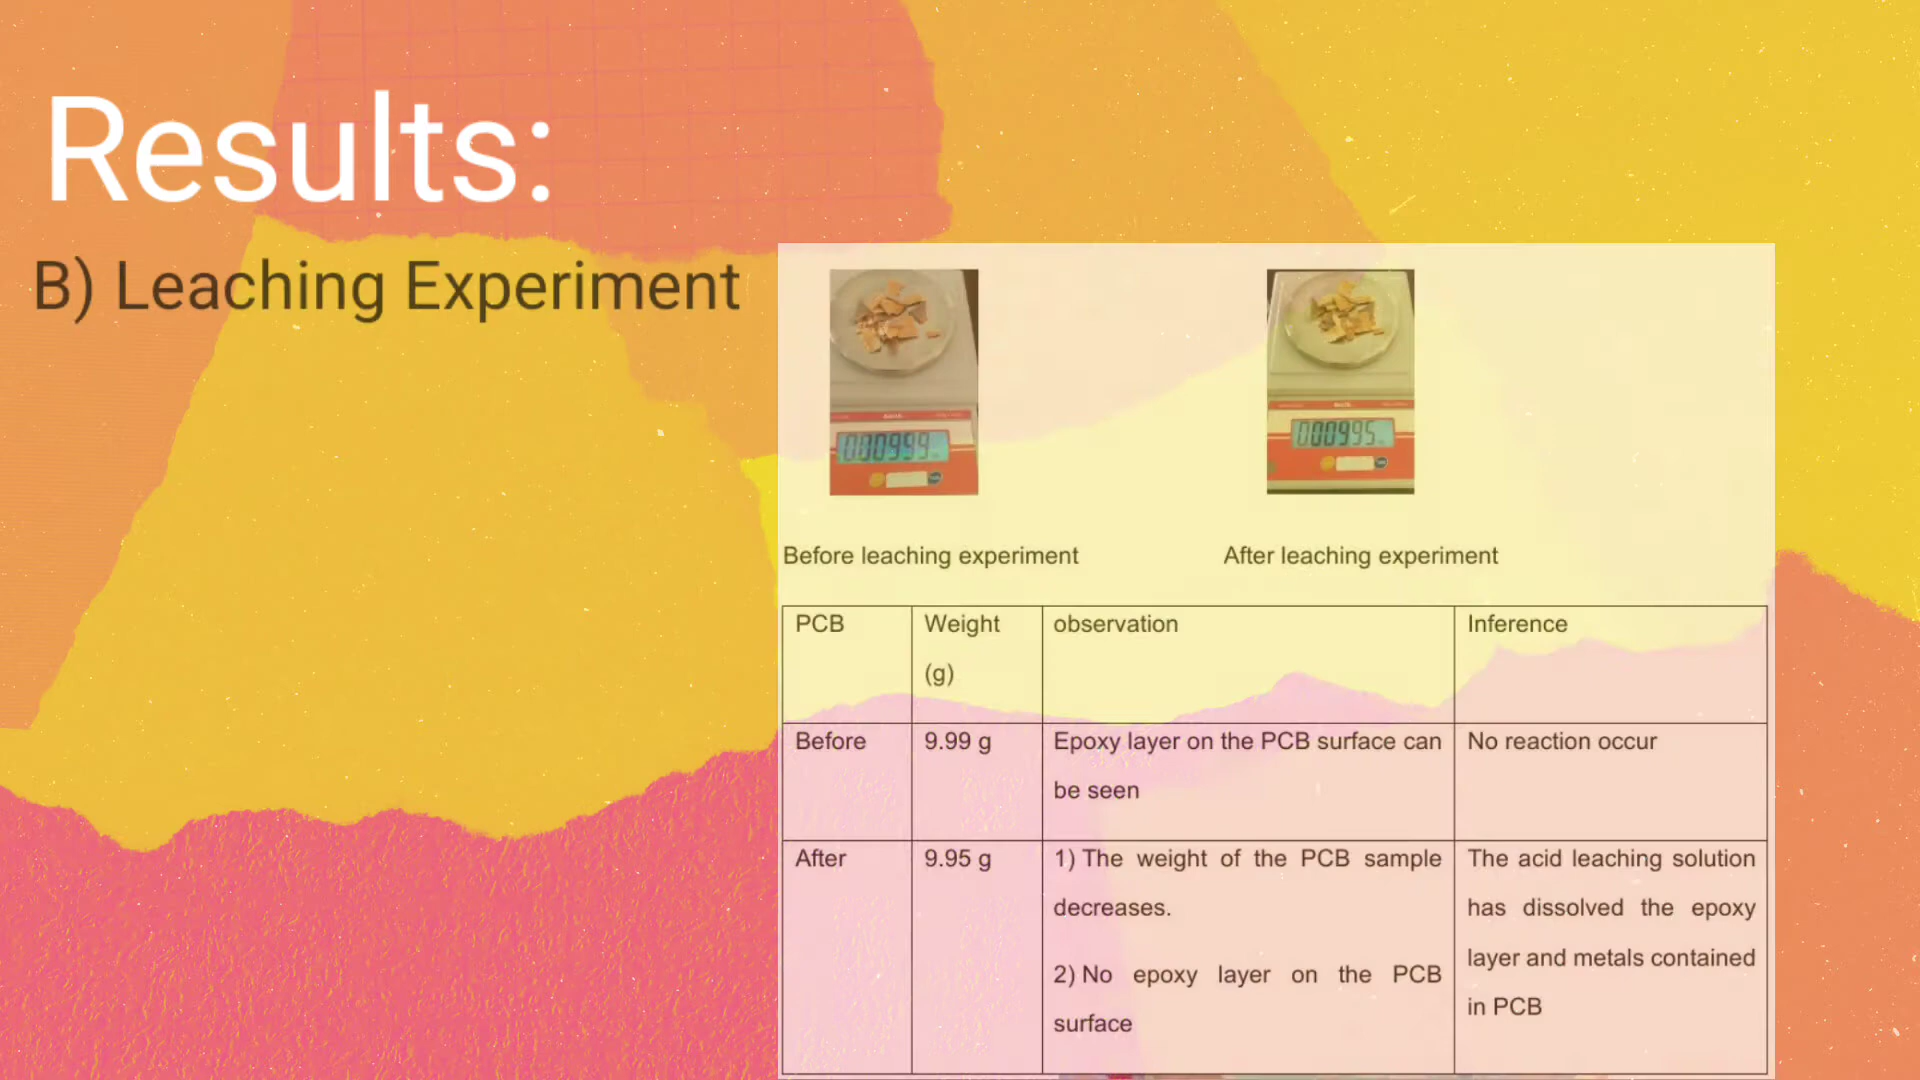 Results:
B) Leaching Experiment
000999
000995
Before leaching experiment
After leaching experiment
PCB
Weight
(g)
observation
Inference
Before
9.99 g
Epoxy layer on the PCB surface can
be seen
No reaction occur
After
9.95 g
1) The weight of the PCB sample
decreases.
2) No epoxy layer on the PCB
surface
The acid leaching solution
has dissolved the epoxy
layer and metals contained
in PCB